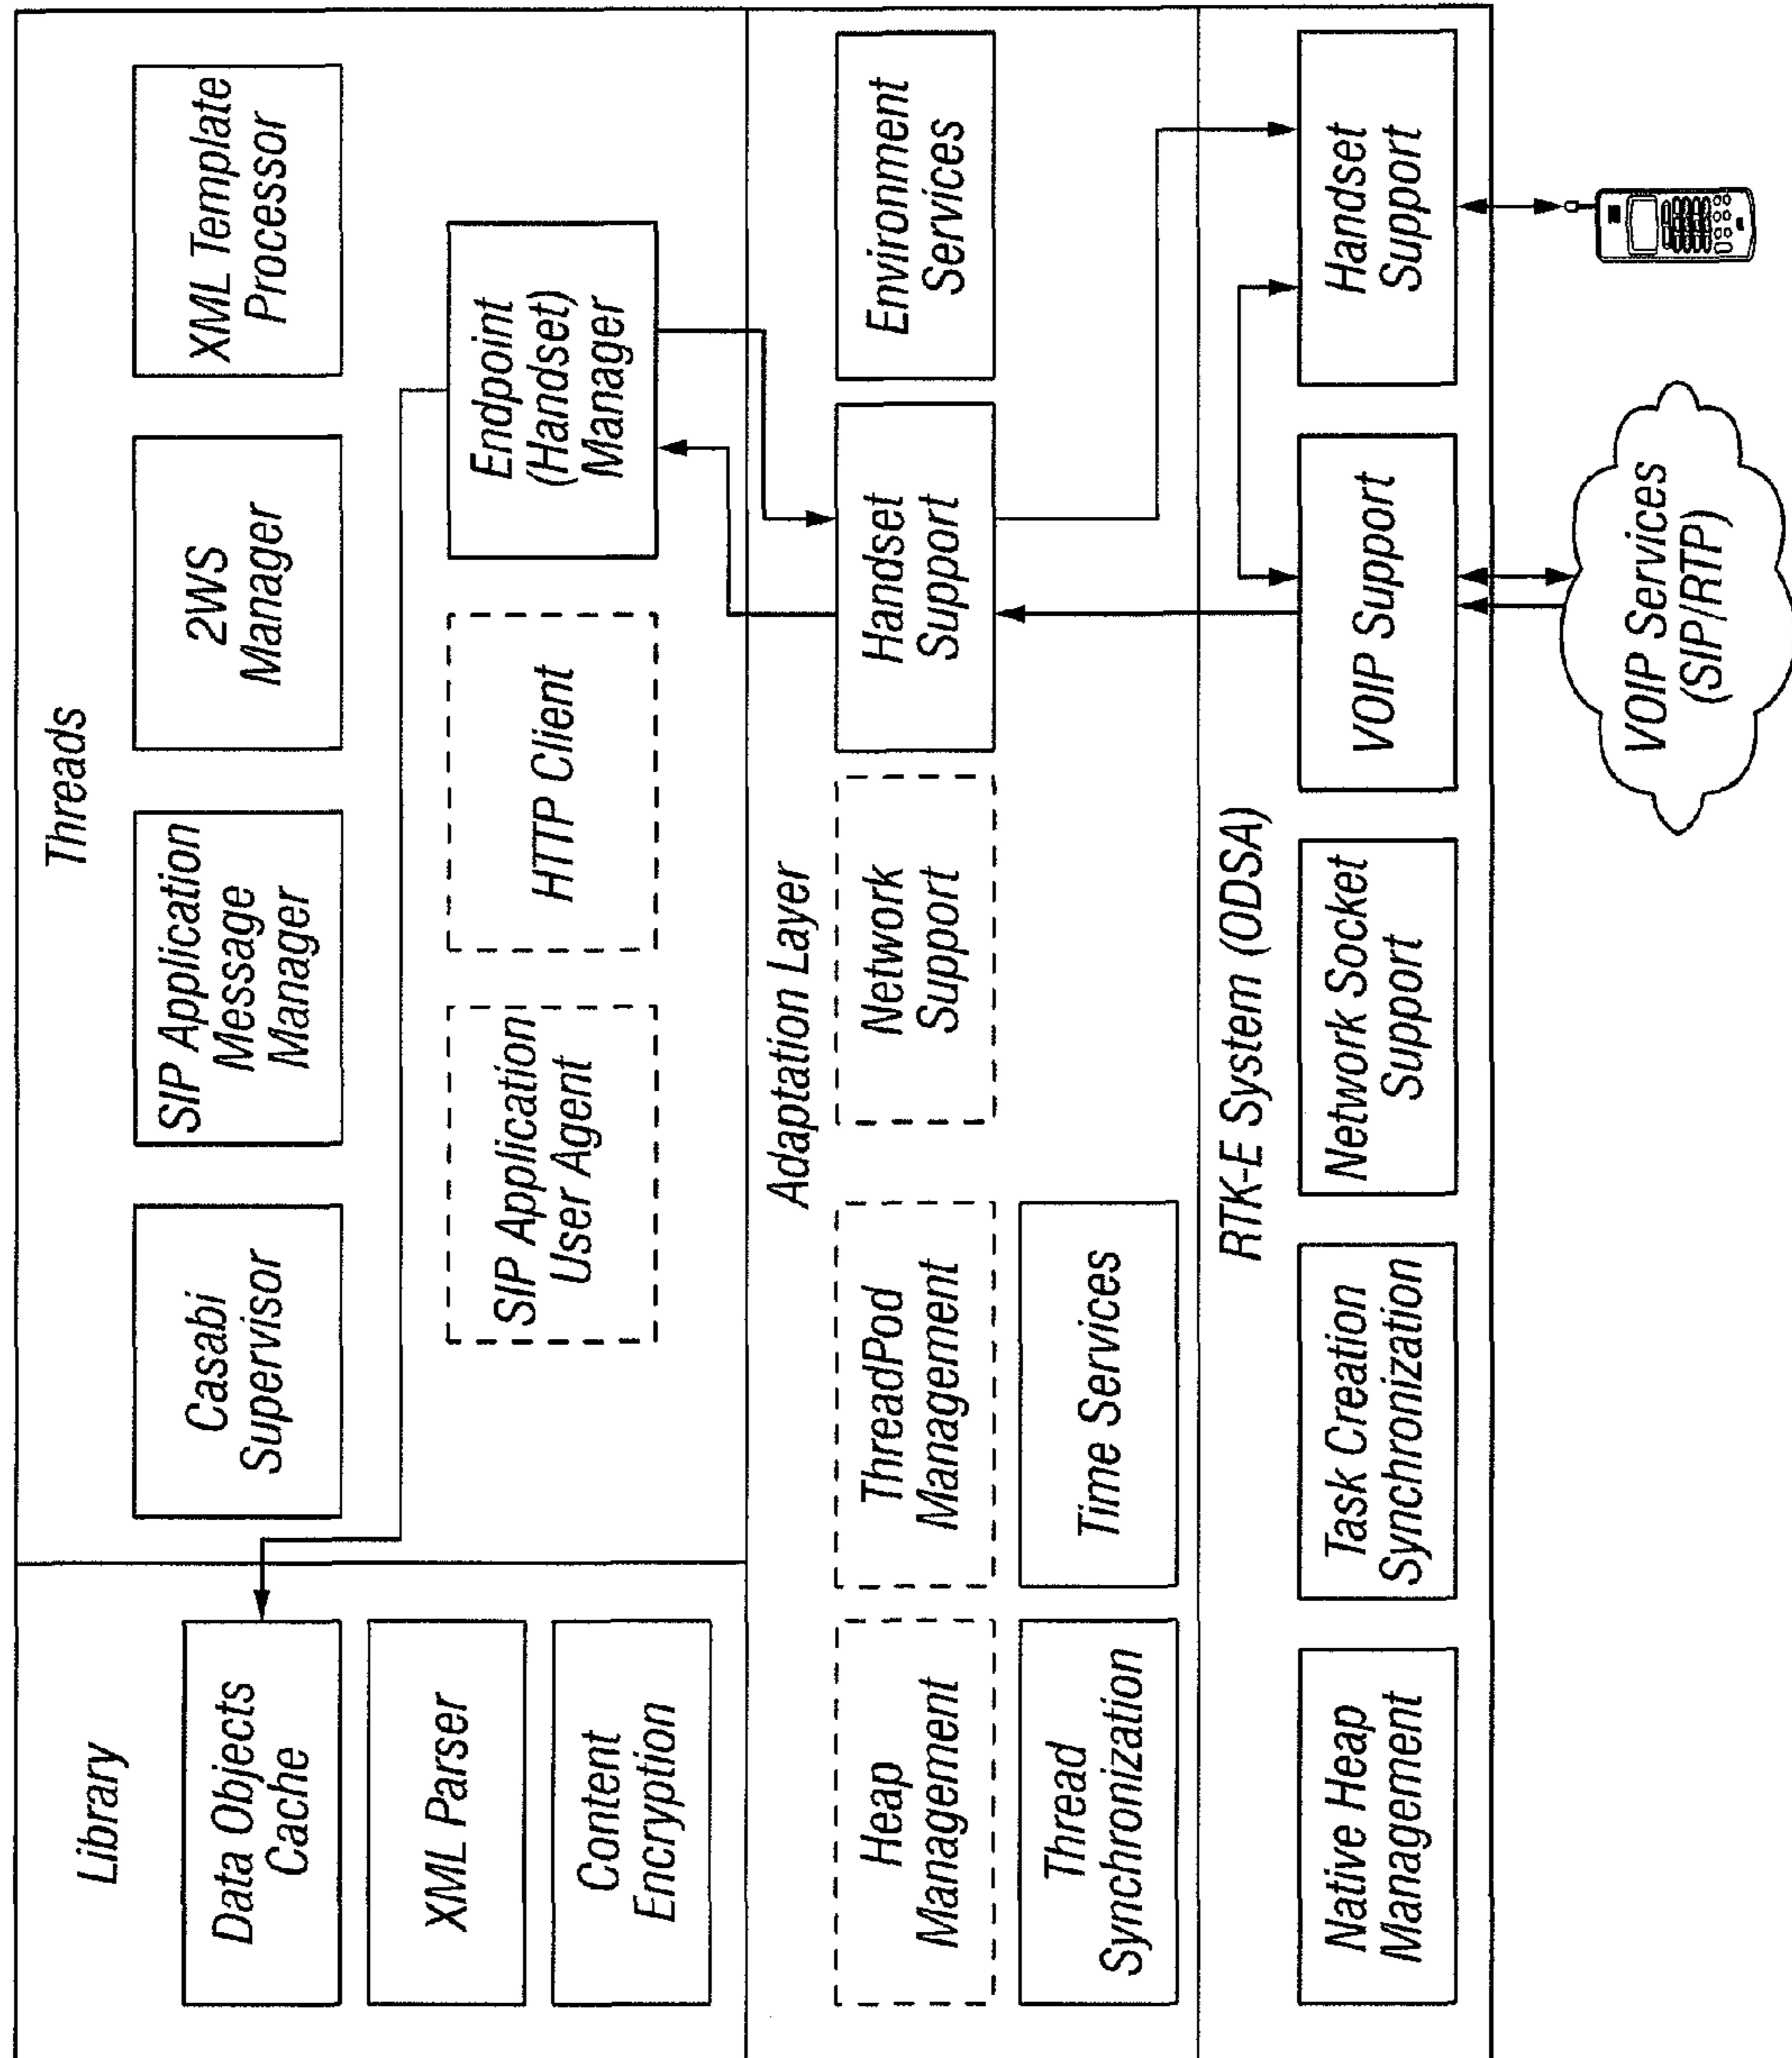 Library
Data Objects
Cache
XML Parser
Content
Encryption
Threads
Casabi
Supervisor
SIP Application
Message
Manager
2WS
Manager
XML Template
Processor
SIP Application
User Agent
HTTP Client
Endpoint
(Handset)
Manager
Adaptation Layer
Heap
Management
ThreadPod
Management
Network
Support
Handset
Support
Environment
Services
Thread
Synchronization
Time Services
RTK-E System (ODSA)
Native Heap
Management
Task Creation
Synchronization
Network Socket
Support
VOIP Support
Handset
Support
VOIP Services
(SIP/RTP)